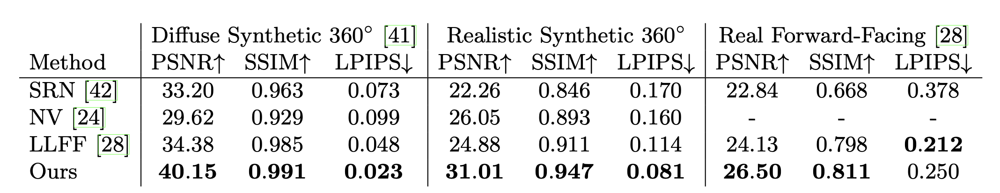 Diffuse Synthetic 360° [41] Realistic Synthetic 360° Real Forward-Facing [28]
Method PSNR↑ SSIM↑ LPIPS↓ PSNR↑ SSIM↑ LPIPS↓ PSNR↑ SSIM↑ LPIPS↓
SRN [42] 33.20 0.963 0.073 22.26 0.846 0.170 22.84 0.668 0.378
NV [24] 29.62 0.929 0.099 26.05 0.893 0.160 - - -
LLFF [28] 34.38 0.985 0.048 24.88 0.911 0.114 24.13 0.798 0.212
Ours 40.15 0.991 0.023 31.01 0.947 0.081 26.50 0.811 0.250